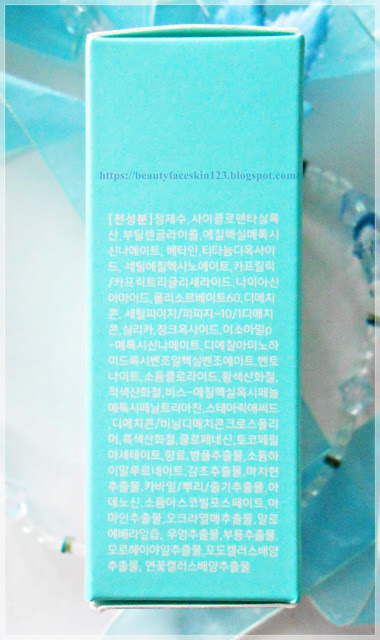 https://beautyfaceskin123.blogspot.com
[전성분]정제수,사이클로펜타실록
산,부틸렌글라이콜,에칠헥실메톡시
신나메이트, 베타인,티타늄디옥사이
드, 세틸에칠헥사노에이트,카프릴릭
/카프릭트리글리세라이드,나이아신
아마이드,폴리소르베이트60,디메치
콘, 세틸피이지/피피지-10/1디메치
콘,실리카,징크옥사이드,이소아밀p
-메톡시신나메이트,디에칠아미노하
이드록시벤조일헥실벤조에이트,벤토
나이트,소듐클로라이드,황색산화철,
적색산화철,비스-에칠헥실옥시페놀
메톡시페닐트리아진,스테아릭애씨드
,디메치콘/비닐디메치콘크로스폴리
머,흑색산화철,클로페네신,토코페릴
아세테이트,향료,병풀추출물,소듐하
이알루로네이트,감초추출물,마치현
추출물,카바잎/뿌리/줄기추출물,아
데노신,소듐아스코빌포스페이트,아
마인추출물,오크라열매추출물,알로
에베라잎즙, 우엉추출물,부용추출물,
모로헤이야잎추출물,포도캘러스배양
추출물, 연꽃캘러스배양추출물